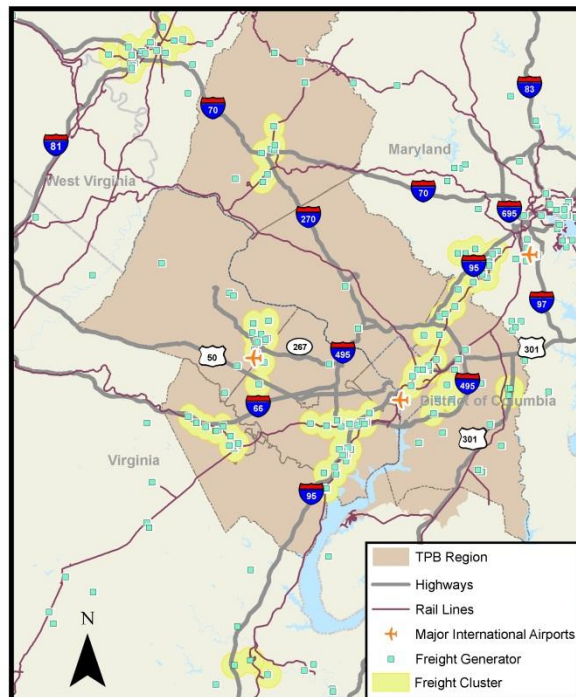 83
70
81
Maryland
West Virginia
70
695
270
95
97
50
267
495
301
495
66
District of Columbia
301
Virginia
95
N
TPB Region
Highways
Rail Lines
Major International Airports
Freight Generator
Freight Cluster